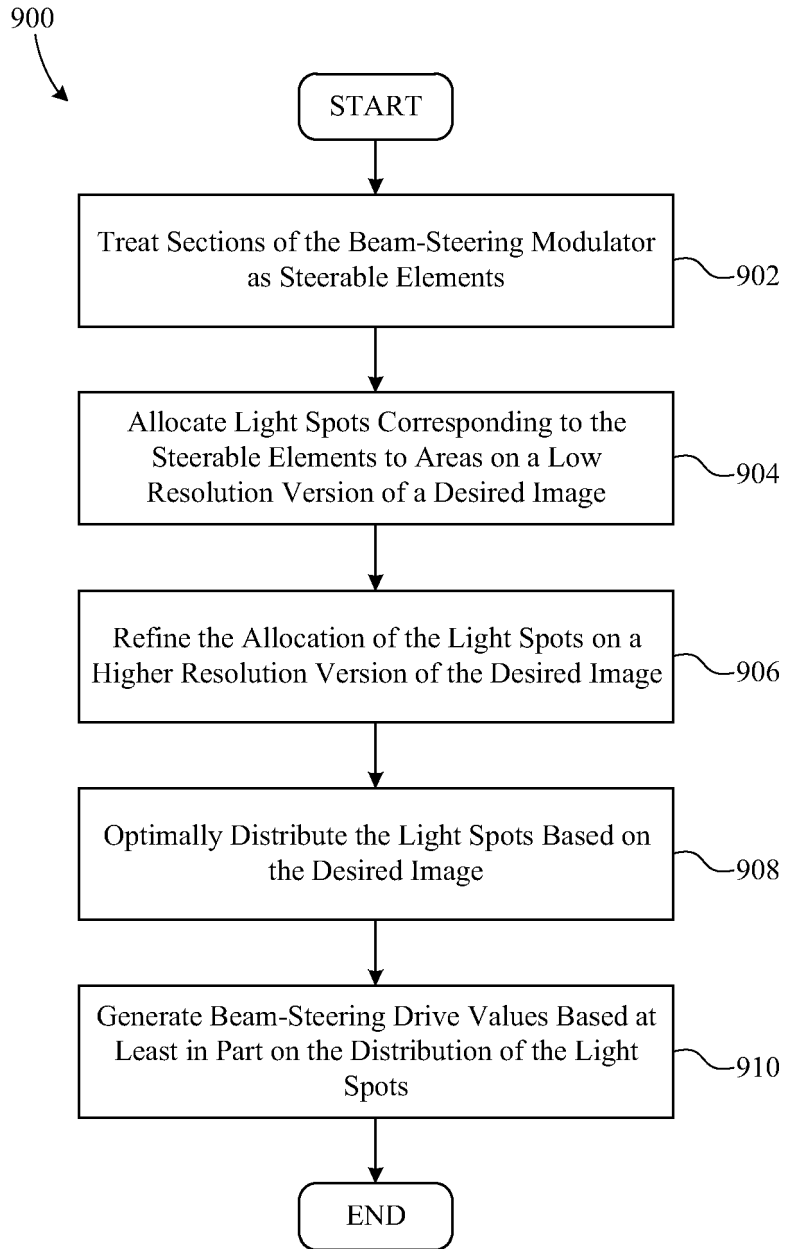 900
START
Treat Sections of the Beam-Steering Modulator
as Steerable Elements
902
Allocate Light Spots Corresponding to the
Steerable Elements to Areas on a Low
Resolution Version of a Desired Image
904
Refine the Allocation of the Light Spots on a
Higher Resolution Version of the Desired Image
906
Optimally Distribute the Light Spots Based on
the Desired Image
908
Generate Beam-Steering Drive Values Based at
Least in Part on the Distribution of the Light
Spots
910
END